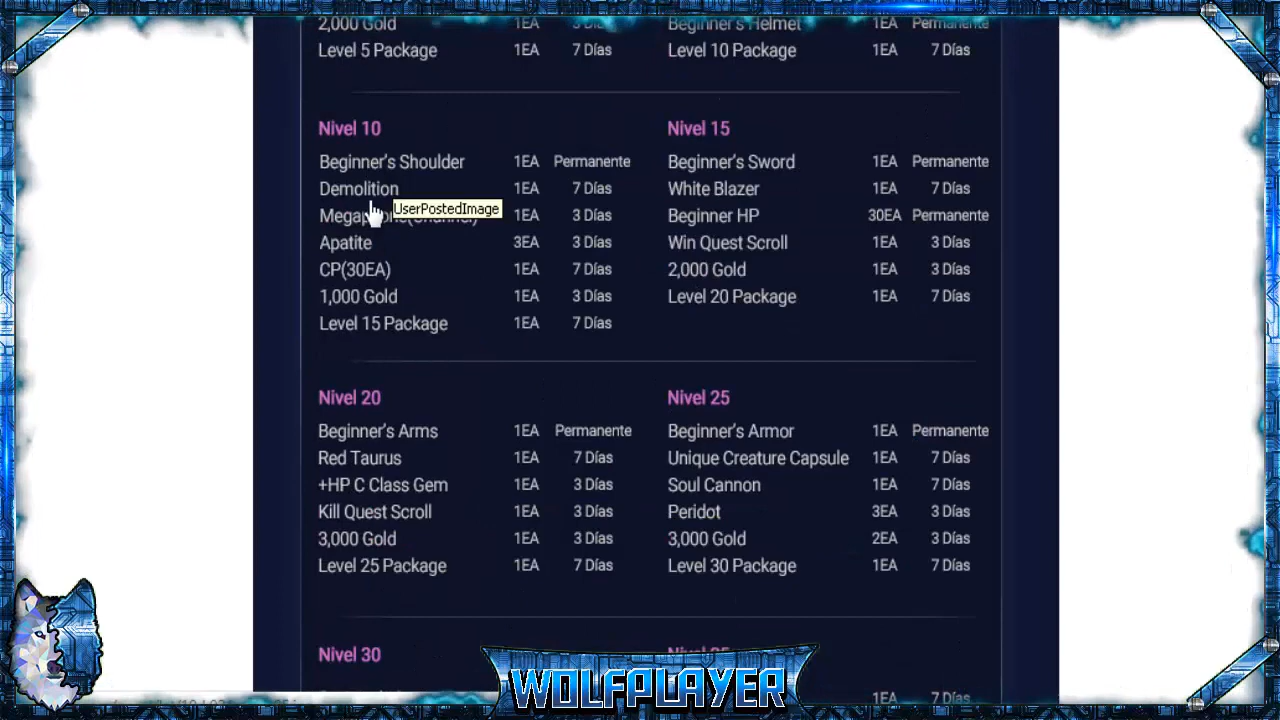 2,000 Gold 1EA 3 Días
Beginner's Helmet 1EA Permanente
Level 5 Package 1EA 7 Días
Level 10 Package 1EA 7 Días
Nivel 10
Beginner's Shoulder 1EA Permanente
Demolition 1EA 7 Días
UserPostedImage
Megaphone(Channel) 1EA 3 Días
Apatite 3EA 3 Días
CP(30EA) 1EA 7 Días
1,000 Gold 1EA 3 Días
Level 15 Package 1EA 7 Días
Nivel 15
Beginner's Sword 1EA Permanente
White Blazer 1EA 7 Días
Beginner HP 30EA Permanente
Win Quest Scroll 1EA 3 Días
2,000 Gold 1EA 3 Días
Level 20 Package 1EA 7 Días
Nivel 20
Beginner's Arms 1EA Permanente
Red Taurus 1EA 7 Días
+HP C Class Gem 1EA 3 Días
Kill Quest Scroll 1EA 3 Días
3,000 Gold 1EA 3 Días
Level 25 Package 1EA 7 Días
Nivel 25
Beginner's Armor 1EA Permanente
Unique Creature Capsule 1EA 7 Días
Soul Cannon 1EA 7 Días
Peridot 3EA 3 Días
3,000 Gold 2EA 3 Días
Level 30 Package 1EA 7 Días
Nivel 30
1EA 7 Días
WOLFPLAYER